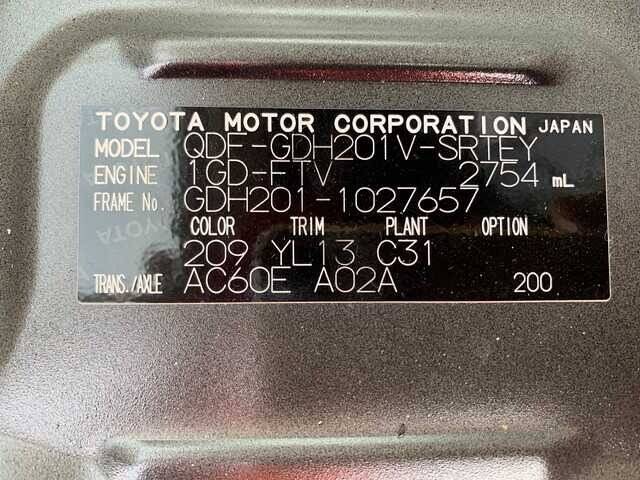 TOYOTA MOTOR CORPORATION JAPAN
MODEL QDF-GDH201V-SRTEY
ENGINE 1GD-FTV 2754 mL
FRAME No. GDH201-1027657
COLOR TRIM PLANT OPTION
209 YL13 C31
TRANS./AXLE AC60E A02A 200